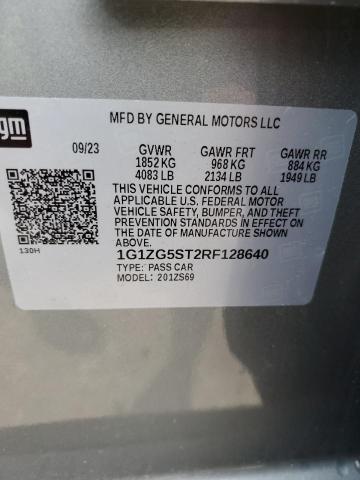 gm
MFD BY GENERAL MOTORS LLC
09/23 GVWR GAWR FRT GAWR RR
1852 KG 968 KG 884 KG
4083 LB 2134 LB 1949 LB
THIS VEHICLE CONFORMS TO ALL
APPLICABLE U.S. FEDERAL MOTOR
VEHICLE SAFETY, BUMPER, AND THEFT
PREVENTION STANDARDS IN EFFECT ON
THE DATE OF MANUFACTURE SHOWN
ABOVE.
130H
1G1ZG5ST2RF128640
TYPE: PASS CAR
MODEL: 201ZS69